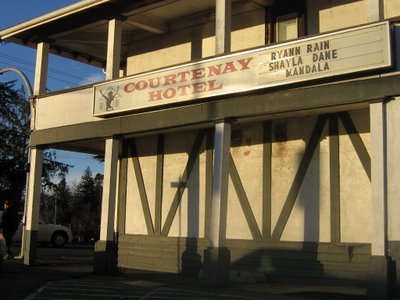 COURTENAY
HOTEL
RYANN RAIN
SHAYLA DANE
MANDALA